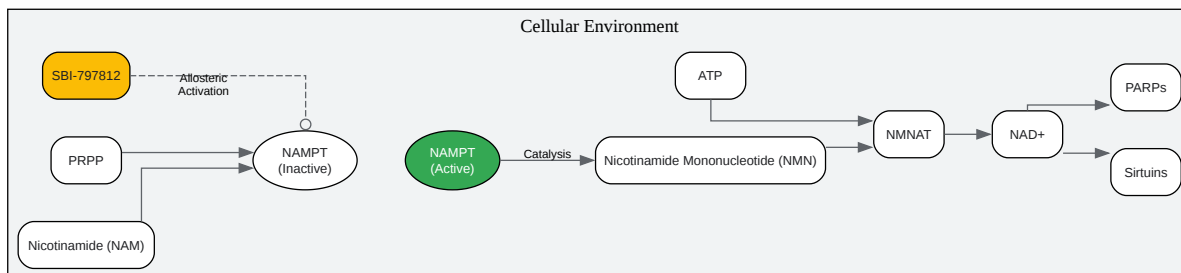 Cellular Environment
SBI-797812
Allosteric
Activation
ATP
PARPs
PRPP
NAMPT
(Inactive)
NAMPT
(Active)
Catalysis
Nicotinamide Mononucleotide (NMN)
NMNAT
NAD+
Sirtuins
Nicotinamide (NAM)